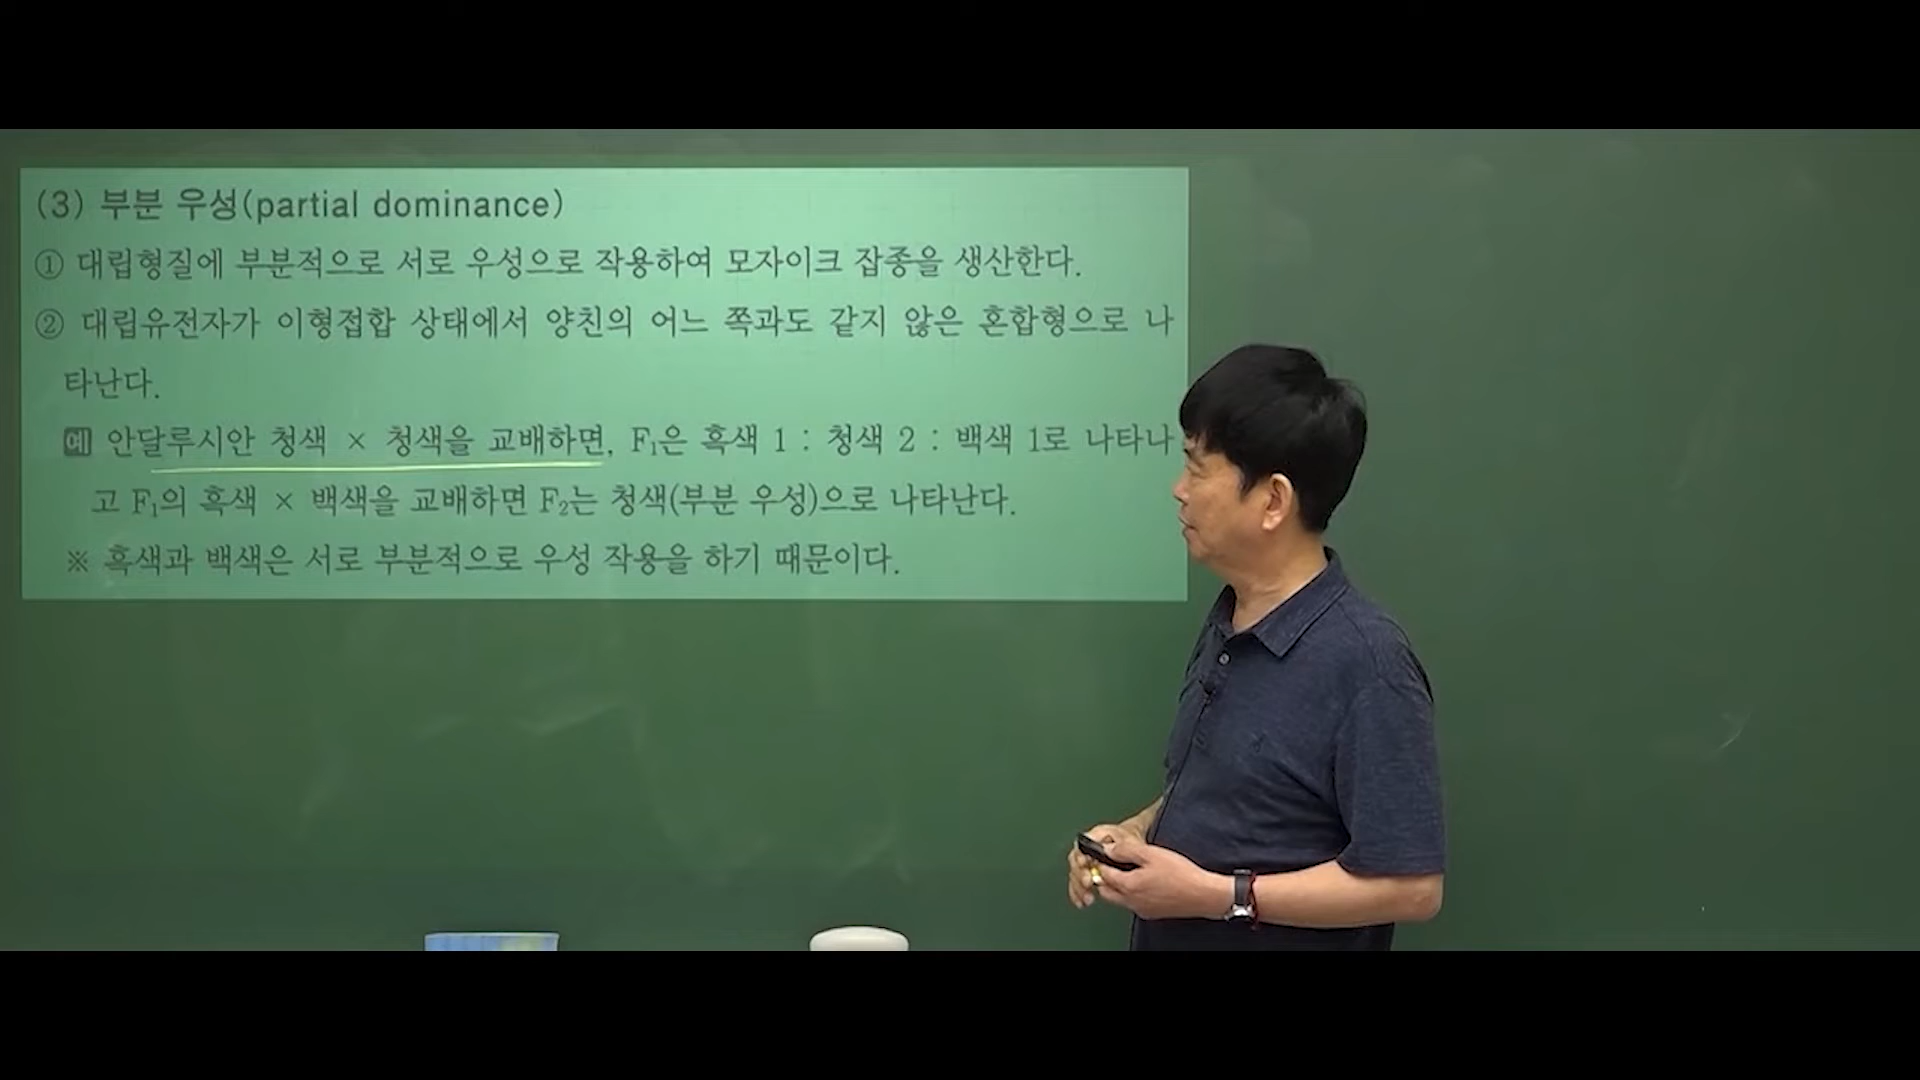 (3) 부분 우성(partial dominance)
① 대립형질에 부분적으로 서로 우성으로 작용하여 모자이크 잡종을 생산한다.
② 대립유전자가 이형접합 상태에서 양친의 어느 쪽과도 같지 않은 혼합형으로 나
타난다.
예 안달루시안 청색 × 청색을 교배하면, F₁은 흑색 1 : 청색 2 : 백색 1로 나타나
고 F₁의 흑색 × 백색을 교배하면 F₂는 청색(부분 우성)으로 나타난다.
※ 흑색과 백색은 서로 부분적으로 우성 작용을 하기 때문이다.